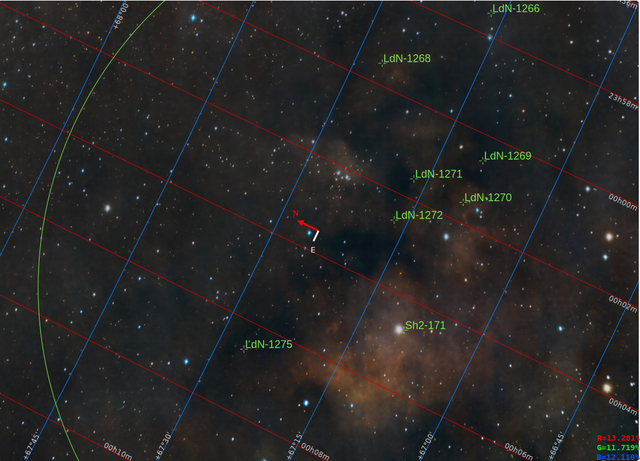 LdN-1266
+68°00'
LdN-1268
23h58m
LdN-1269
LdN-1271
LdN-1270
00h00m
N
LdN-1272
E
00h02m
Sh2-171
LdN-1275
00h04m
+67°45'
00h10m
+67°30'
+67°15'
00h08m
+67°00'
00h06m
+66°45'
R=13.281%
G=11.719%
B=12.110%